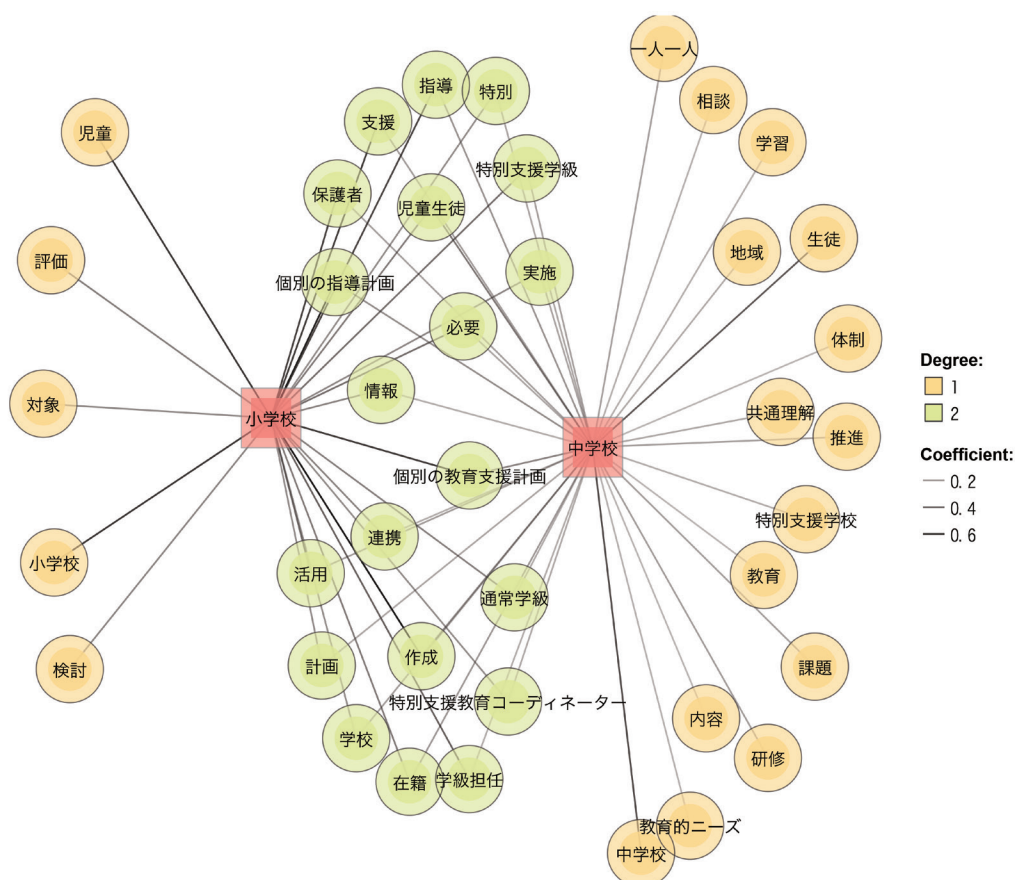 一人一人
指導
特別
相談
支援
児童
学習
特別支援学級
保護者
児童生徒
生徒
地域
評価
実施
個別の指導計画
必要
体制
Degree:
1
2
情報
対象
小学校
共通理解
推進
中学校
Coefficient:
0.2
0.4
0.6
個別の教育支援計画
特別支援学校
連携
小学校
活用
教育
通常学級
作成
計画
検討
課題
特別支援教育コーディネーター
内容
学校
研修
在籍
学級担任
教育的ニーズ
中学校